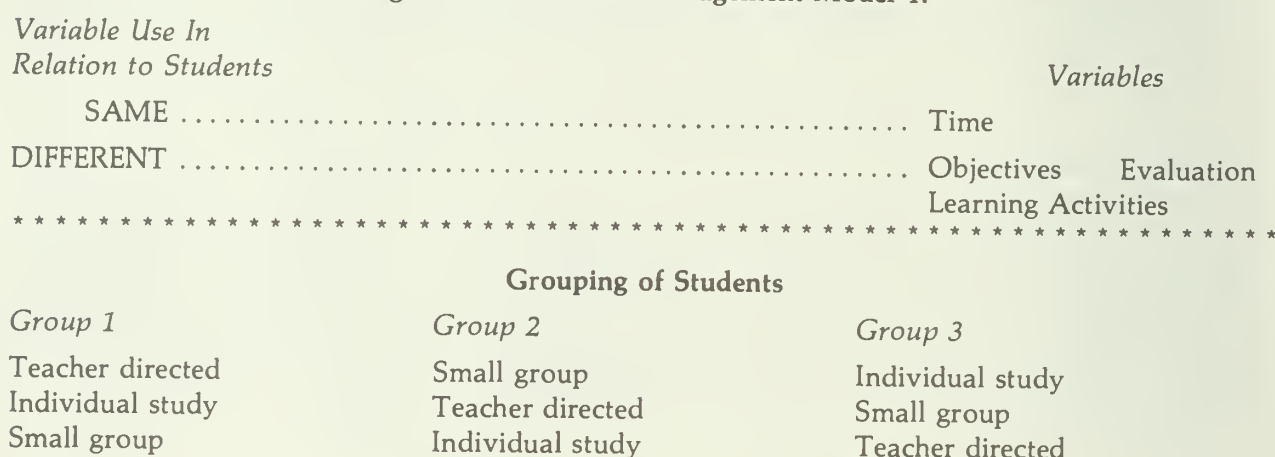 Model I.
Variable Use In
Relation to Students
Variables
SAME ........................................................ Time
DIFFERENT ........................................................ Objectives Evaluation
Learning Activities
* * * * * * * * * * * * * * * * * * * * * * * * * * * * * * * * * * * * * * * * * * * * * * * * * * * * * * * * * * * *
Grouping of Students
Group 1 Group 2 Group 3
Teacher directed Small group Individual study
Individual study Teacher directed Small group
Small group Individual study Teacher directed